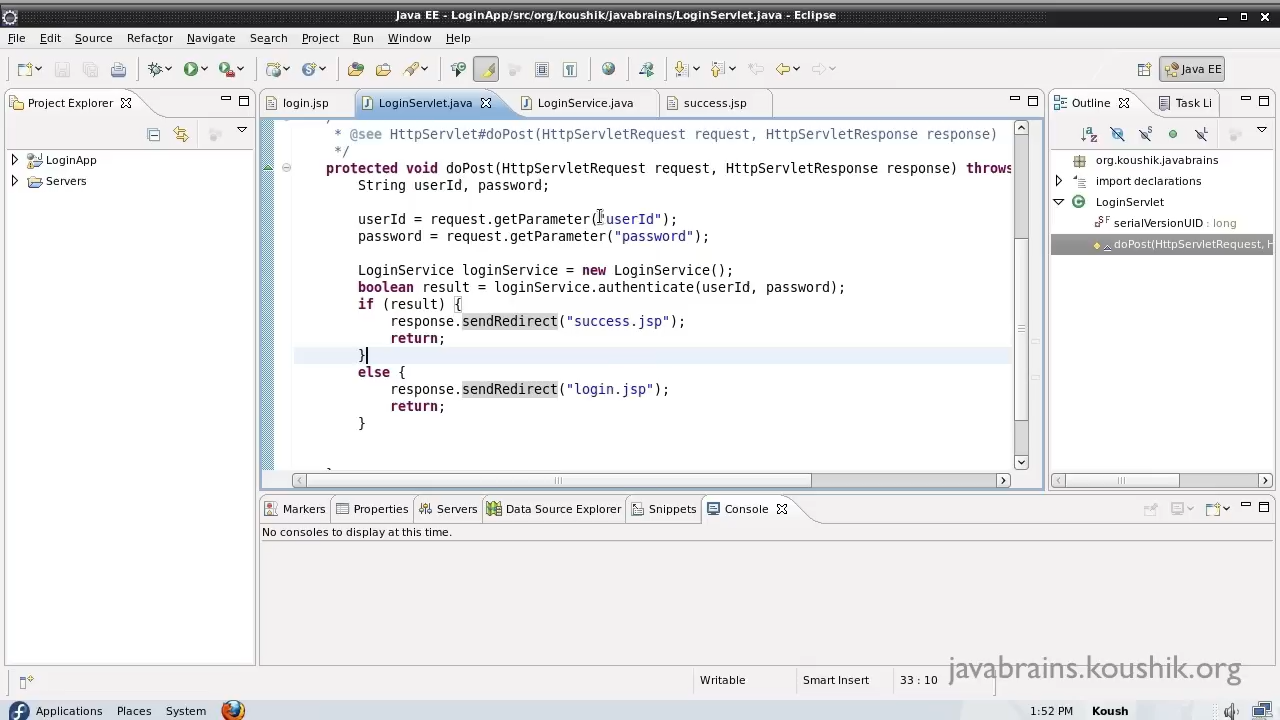 Java EE - LoginApp/src/org/koushik/javabrains/LoginServlet.java - Eclipse
File Edit Source Refactor Navigate Search Project Run Window Help
Java EE
Project Explorer
login.jsp LoginServlet.java LoginService.java success.jsp
Outline Task Li
* @see HttpServlet#doPost(HttpServletRequest request, HttpServletResponse response)
*/
protected void doPost(HttpServletRequest request, HttpServletResponse response) throws
String userId, password;
userId = request.getParameter("userId");
password = request.getParameter("password");
LoginService loginService = new LoginService();
boolean result = loginService.authenticate(userId, password);
if (result) {
response.sendRedirect("success.jsp");
return;
}
else {
response.sendRedirect("login.jsp");
return;
}
LoginApp
Servers
org.koushik.javabrains
import declarations
LoginServlet
serialVersionUID : long
doPost(HttpServletRequest, H
Markers Properties Servers Data Source Explorer Snippets Console
No consoles to display at this time.
Writable Smart Insert 33 : 10
javabrains.koushik.org
Applications Places System 1:52 PM Koush